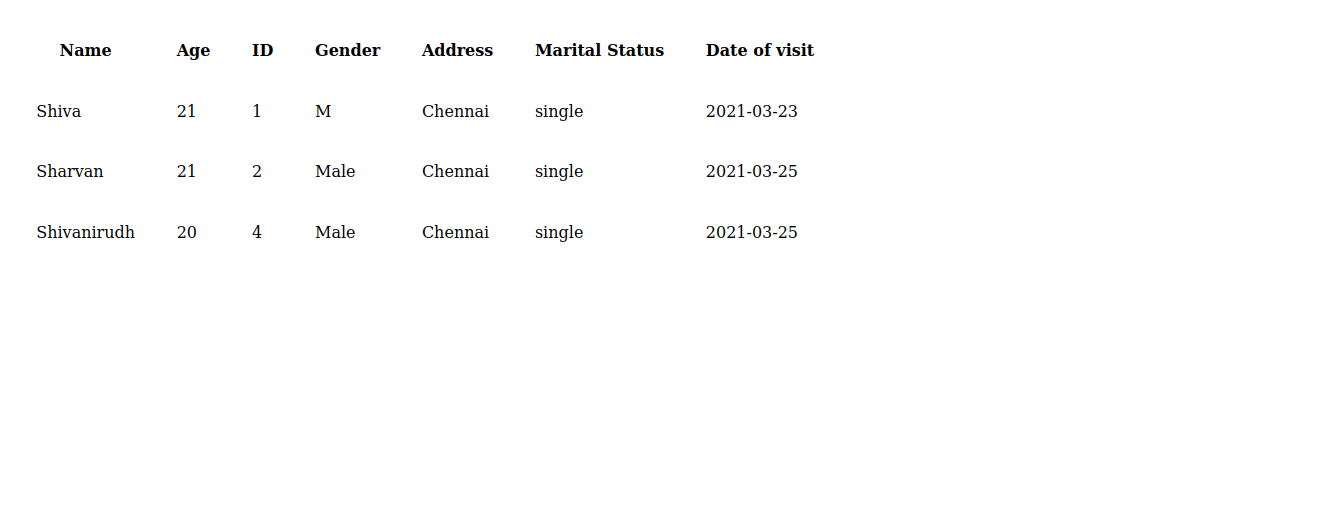 Name Age ID Gender Address Marital Status Date of visit
Shiva 21 1 M Chennai single 2021-03-23
Sharvan 21 2 Male Chennai single 2021-03-25
Shivanirudh 20 4 Male Chennai single 2021-03-25